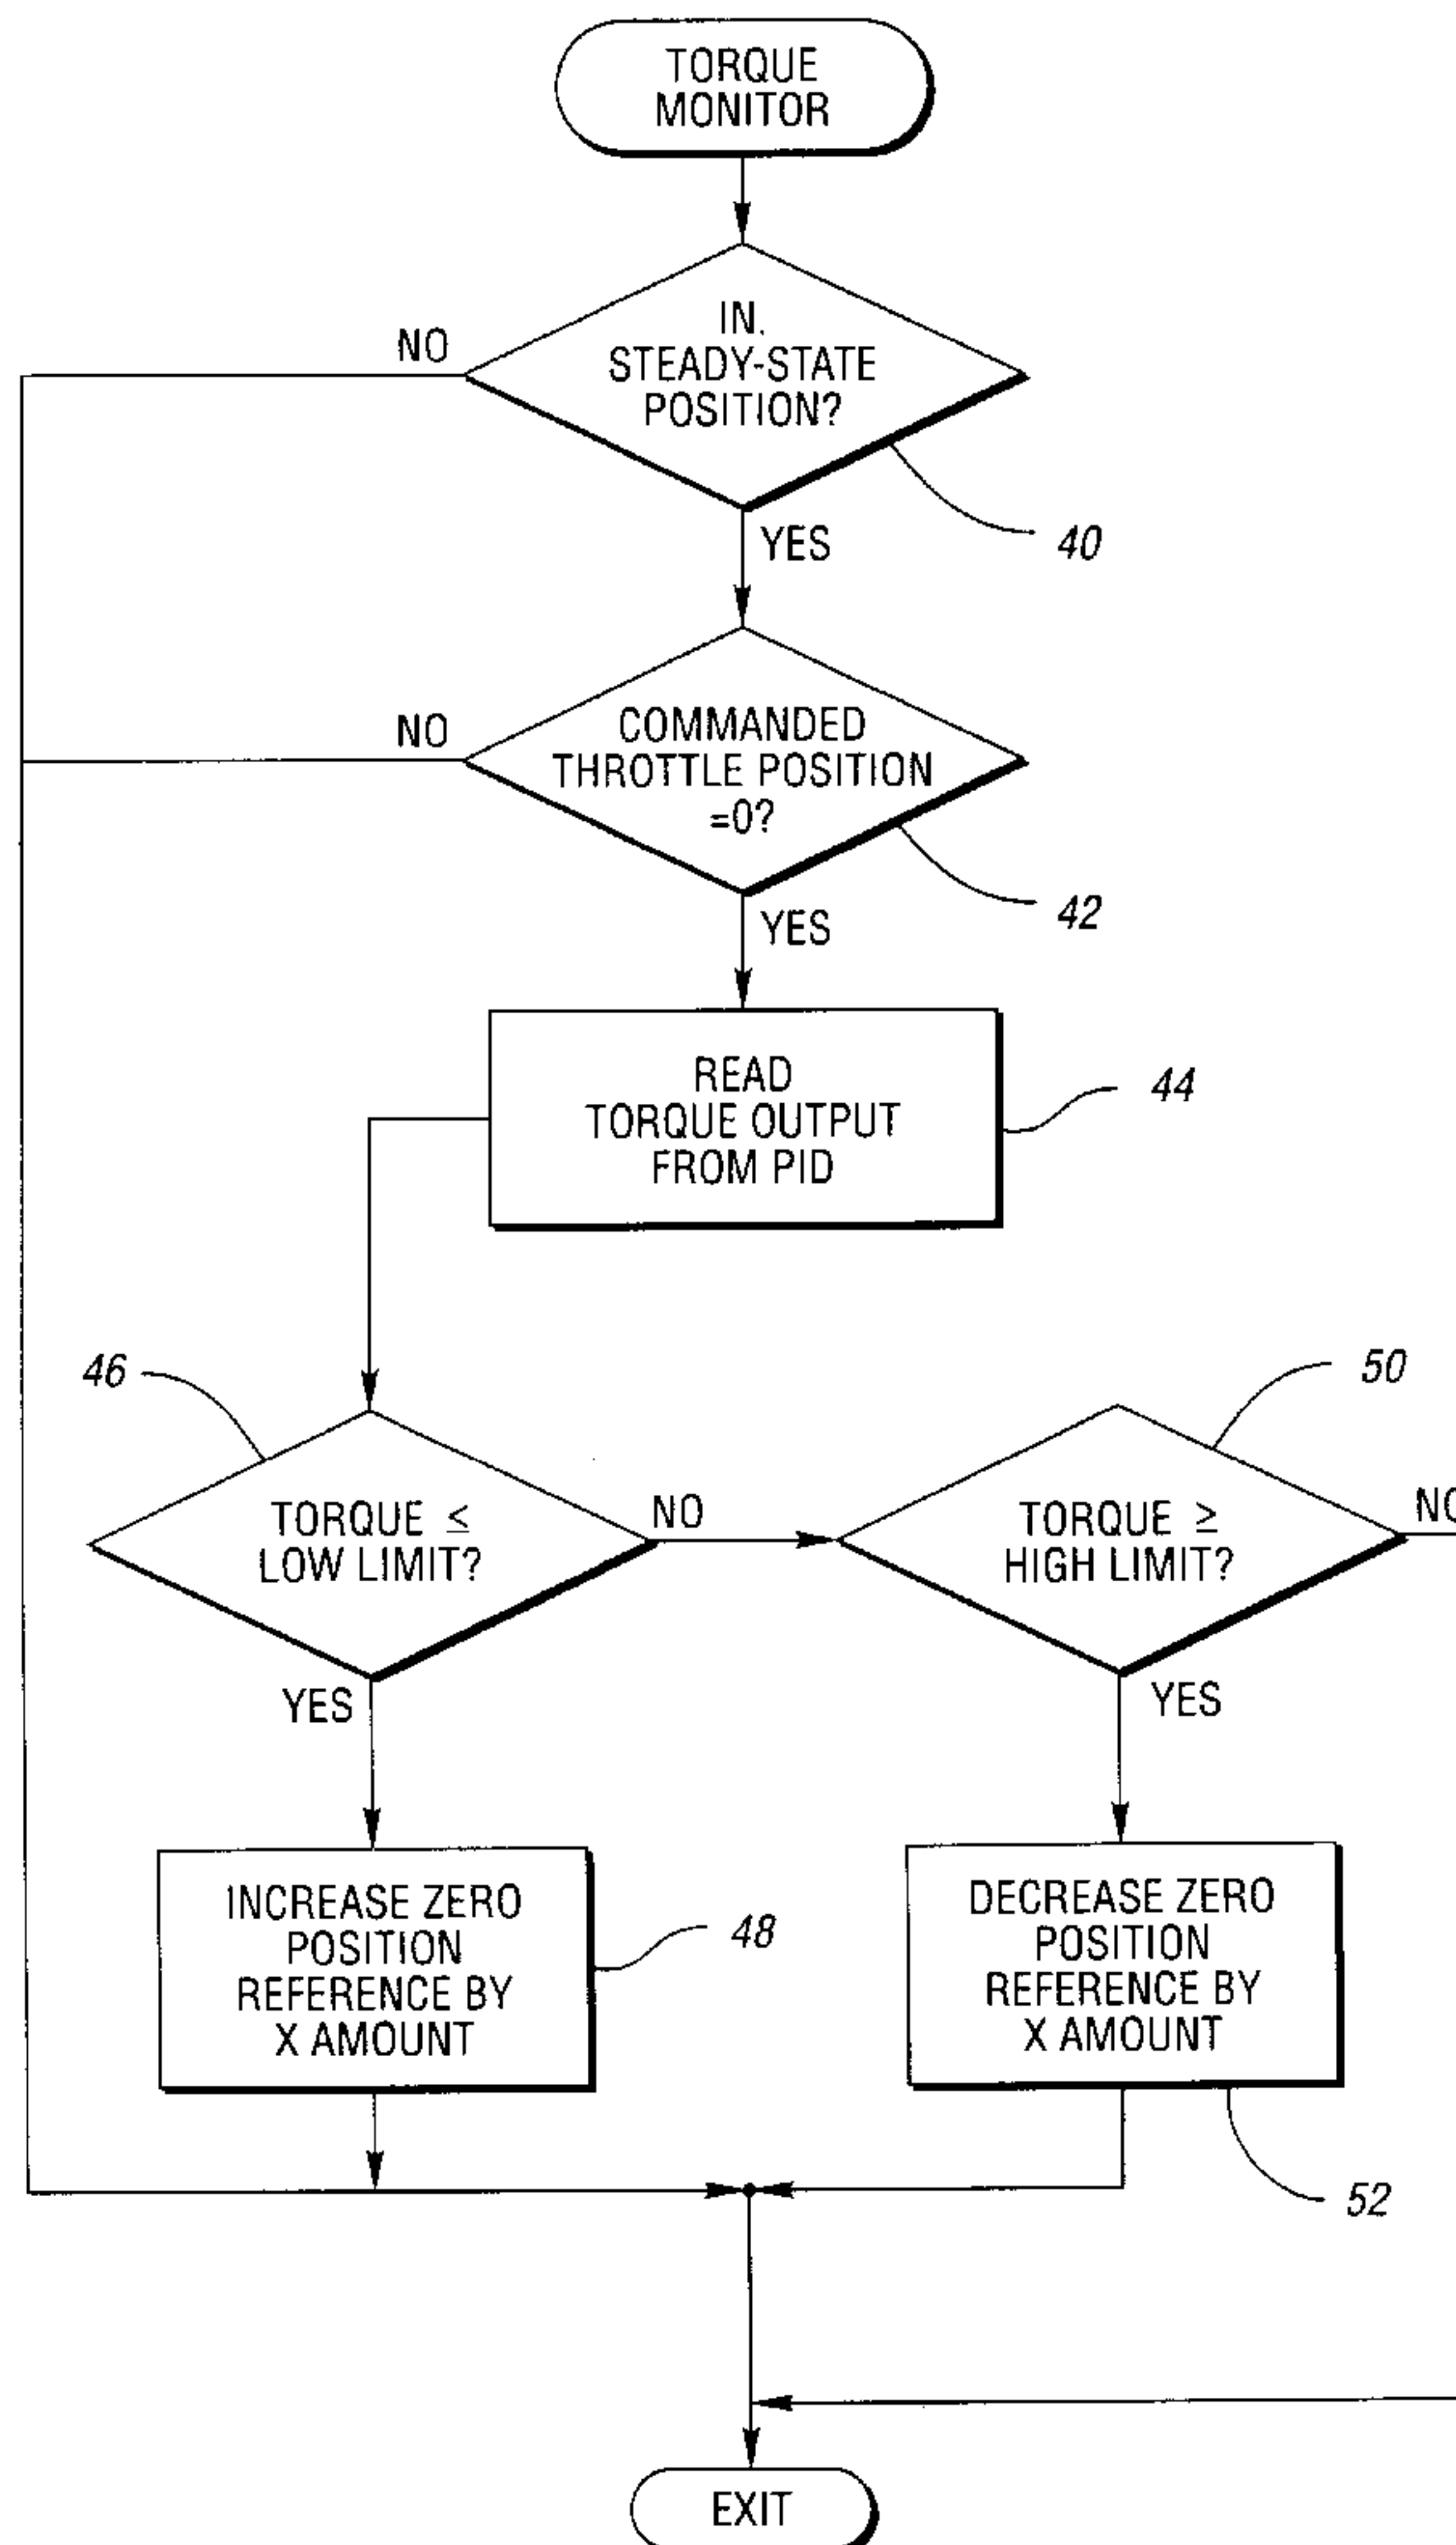 TORQUE
MONITOR
NO
IN.
STEADY-STATE
POSITION?
40
YES
NO
COMMANDED
THROTTLE POSITION
=0?
42
YES
READ
TORQUE OUTPUT
FROM PID
44
46
50
TORQUE ≤
LOW LIMIT?
NO
TORQUE ≥
HIGH LIMIT?
NO
YES
YES
INCREASE ZERO
POSITION
REFERENCE BY
X AMOUNT
48
DECREASE ZERO
POSITION
REFERENCE BY
X AMOUNT
52
EXIT